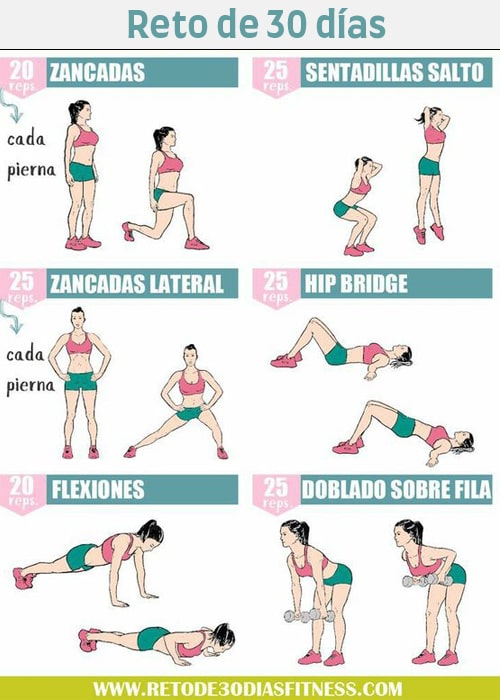 Reto de 30 días
20 reps. ZANCADAS
cada
pierna
25 reps. SENTADILLAS SALTO
25 reps. ZANCADAS LATERAL
cada
pierna
25 reps. HIP BRIDGE
20 reps. FLEXIONES
25 reps. DOBLADO SOBRE FILA
WWW.RETODE30DIASFITNESS.COM